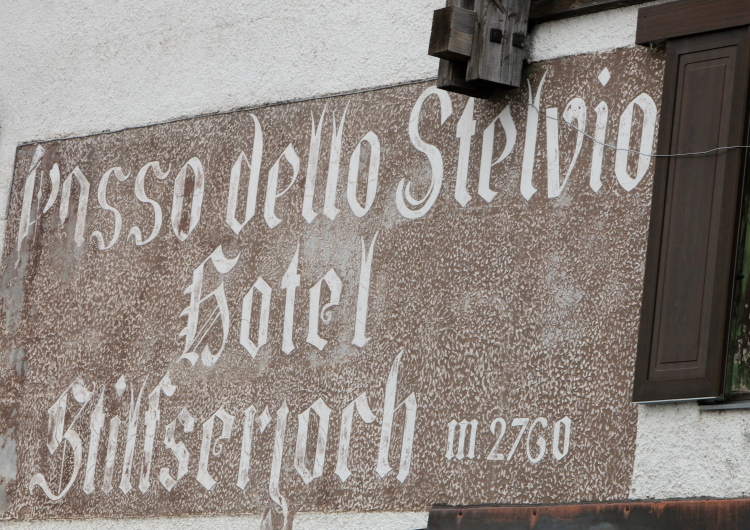 Passo dello Stelvio
Hotel
Stilfserjoch m 2760